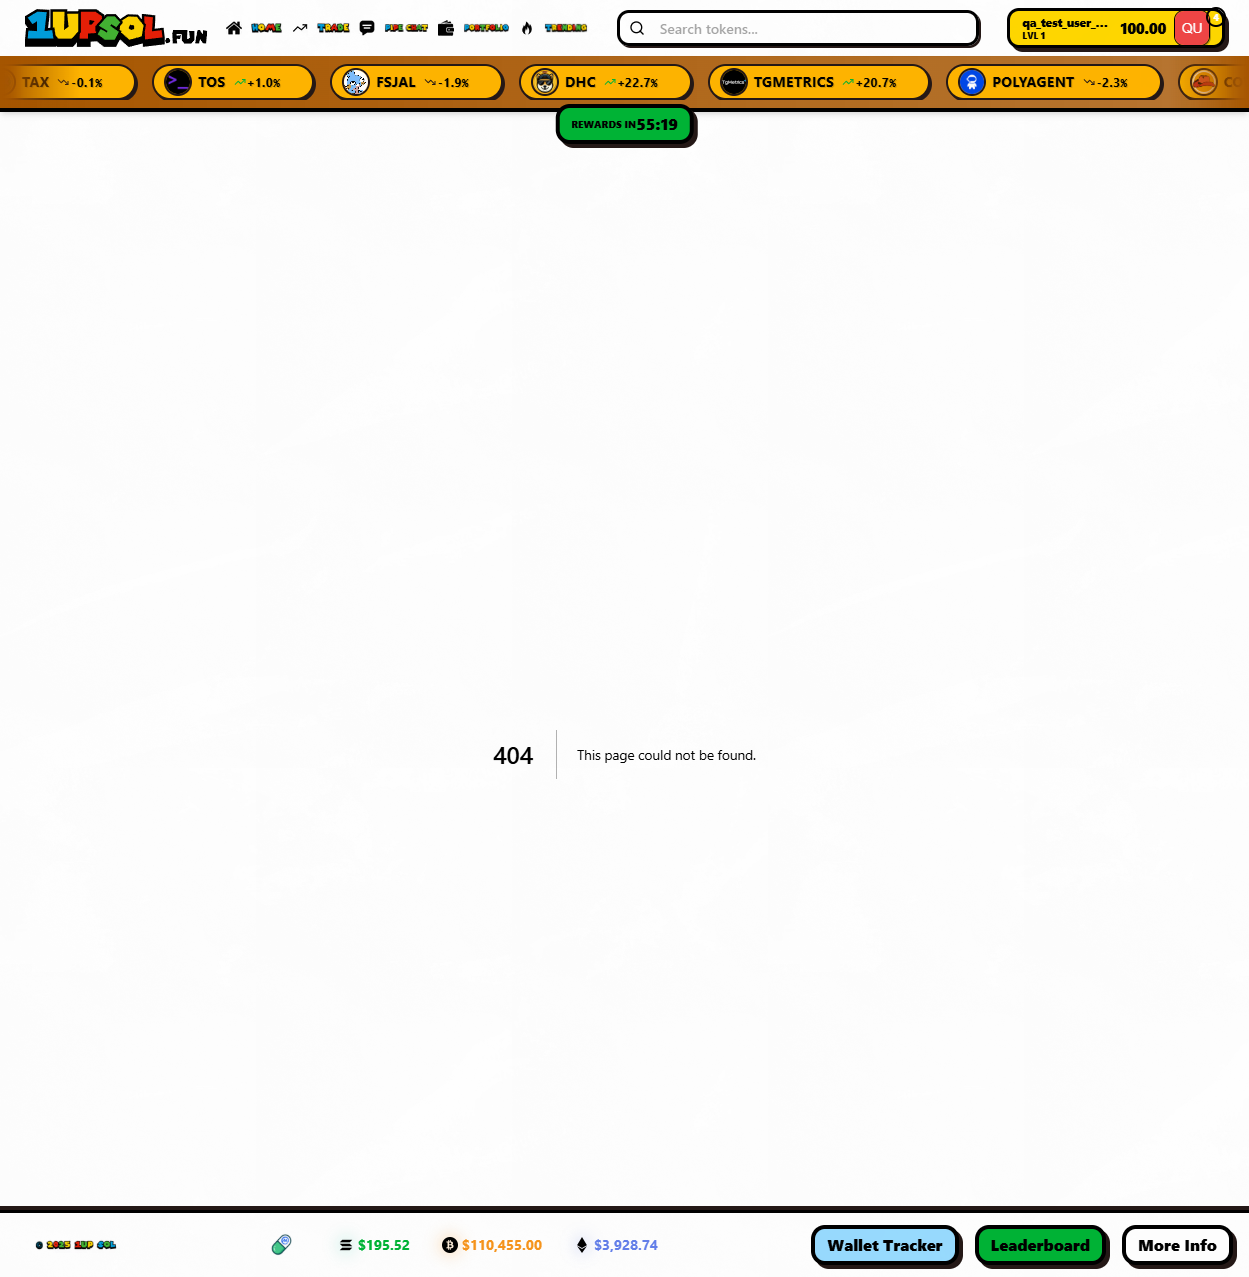 1UPSOL.FUN
HOME
TRADE
PIPE CHAT
PORTFOLIO
TRENDING
Search tokens...
qa_test_user_...
LVL 1
100.00
QU
TAX -0.1%
TOS +1.0%
FSJAL -1.9%
DHC +22.7%
TgMetrics
TGMETRICS +20.7%
POLYAGENT -2.3%
CO
REWARDS IN 55:19
404
This page could not be found.
© 2025 1UP SOL
$195.52
$110,455.00
$3,928.74
Wallet Tracker
Leaderboard
More Info